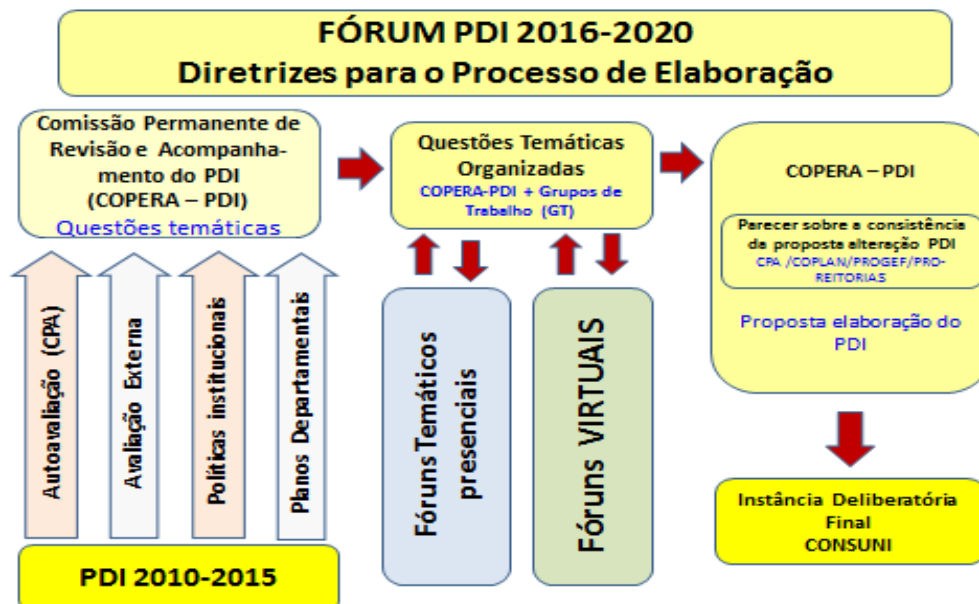 FÓRUM PDI 2016-2020
Diretrizes para o Processo de Elaboração
Comissão Permanente de
Revisão e Acompanha-
mento do PDI
(COPERA – PDI)
Questões temáticas
Questões Temáticas
Organizadas
COPERA-PDI + Grupos de
Trabalho (GT)
COPERA – PDI
Parecer sobre a consistência
da proposta alteração PDI
CPA /COPLAN/PROGEF/PRO-
REITORIAS
Proposta elaboração do
PDI
Autoavaliação (CPA)
Avaliação Externa
Políticas institucionais
Planos Departamentais
Fóruns Temáticos
presenciais
Fóruns VIRTUAIS
Instância Deliberatória
Final
CONSUNI
PDI 2010-2015